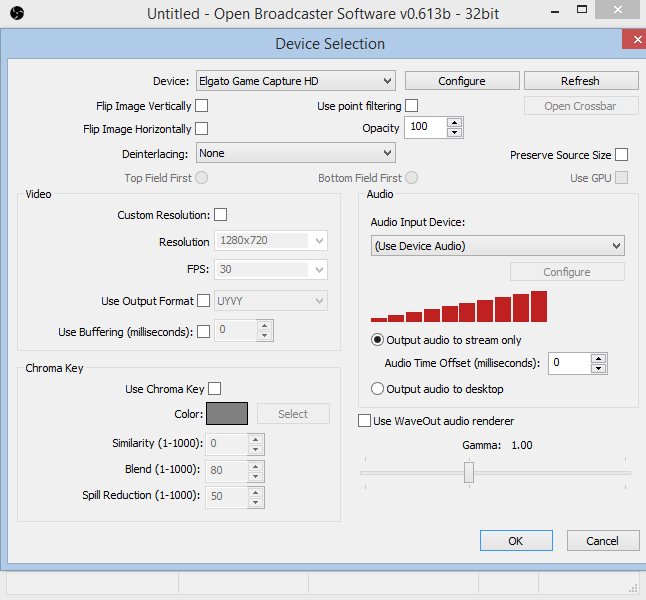 Untitled - Open Broadcaster Software v0.613b - 32bit
Device Selection
Device: Elgato Game Capture HD Configure Refresh
Flip Image Vertically Use point filtering Open Crossbar
Flip Image Horizontally Opacity 100
Deinterlacing: None Preserve Source Size
Top Field First Bottom Field First Use GPU
Video
Custom Resolution:
Resolution 1280x720
FPS: 30
Use Output Format UYVY
Use Buffering (milliseconds): 0
Audio
Audio Input Device:
(Use Device Audio)
Configure
Output audio to stream only
Audio Time Offset (milliseconds): 0
Output audio to desktop
Chroma Key
Use Chroma Key
Color: Select
Similarity (1-1000): 0
Blend (1-1000): 80
Spill Reduction (1-1000): 50
Use WaveOut audio renderer
Gamma: 1.00
OK Cancel